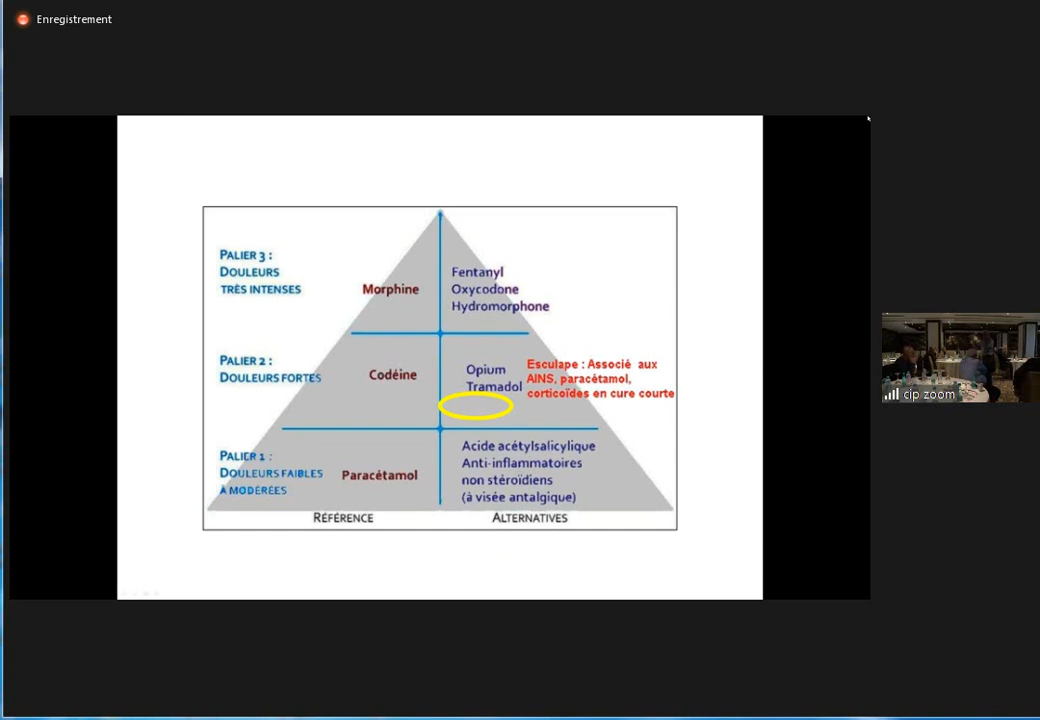 Enregistrement
PALIER 3 :
DOULEURS
TRÈS INTENSES
Morphine
Fentanyl
Oxycodone
Hydromorphone
PALIER 2 :
DOULEURS FORTES
Codéine
Opium
Tramadol
Esculape : Associé aux
AINS, paracétamol,
corticoïdes en cure courte
PALIER 1 :
DOULEURS FAIBLES
À MODÉRÉES
Paracétamol
Acide acétylsalicylique
Anti-inflammatoires
non stéroïdiens
(à visée antalgique)
RÉFÉRENCE
ALTERNATIVES
cip zoom